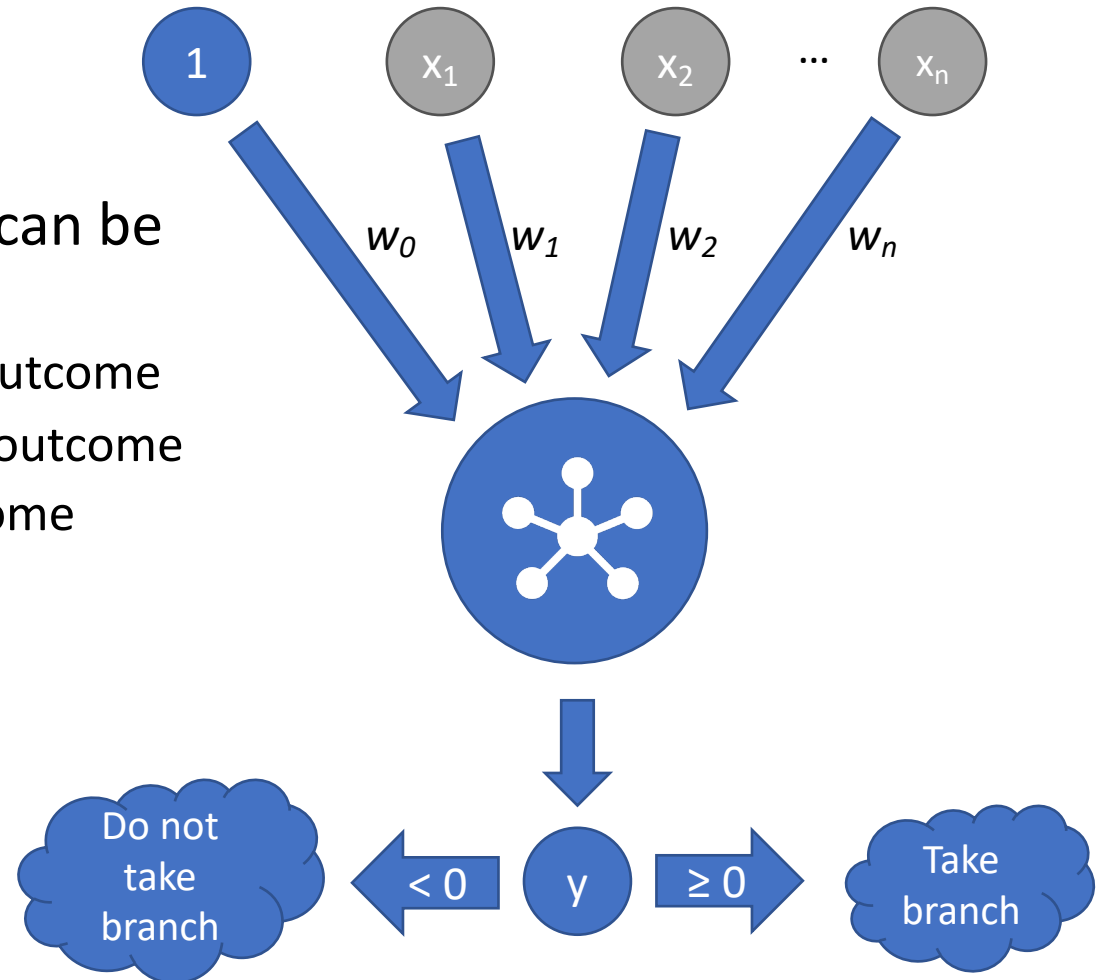 1 x₁ x₂ ... xₙ
can be
w₀ w₁ w₂ wₙ
utcome
outcome
ome
Do not
take
branch
< 0 y ≥ 0
Take
branch